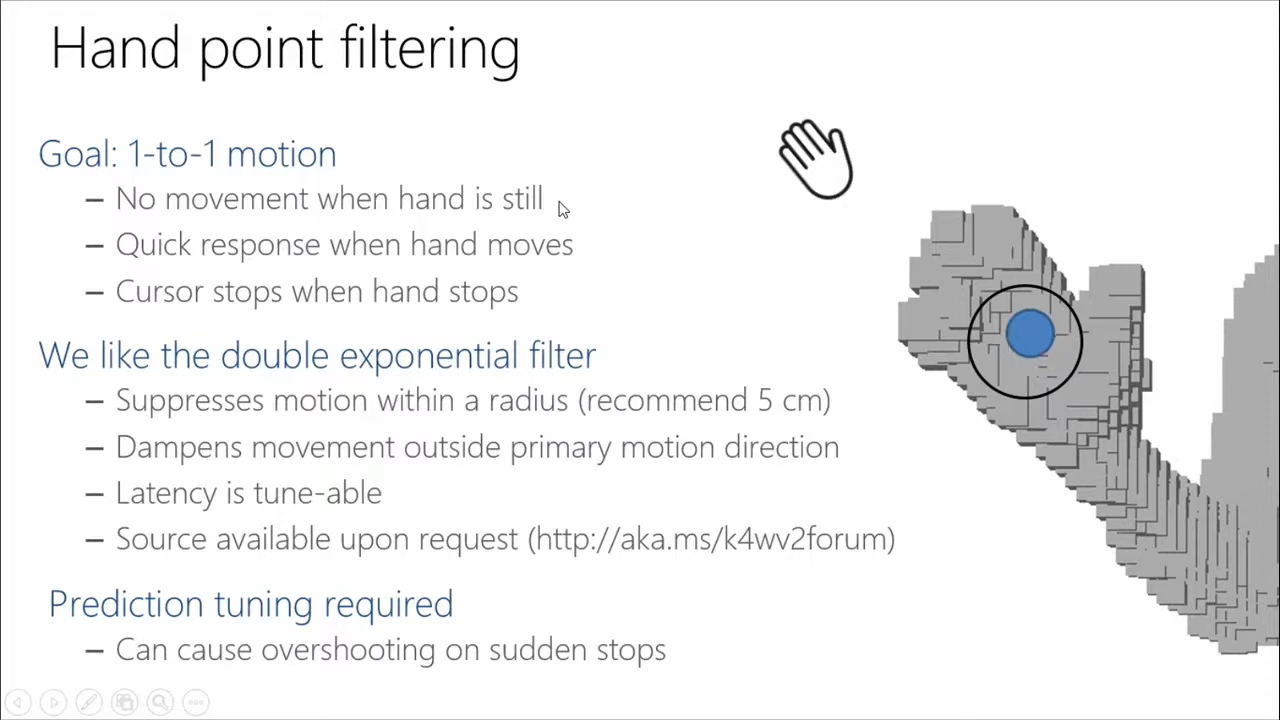 Hand point filtering
Goal: 1-to-1 motion
– No movement when hand is still
– Quick response when hand moves
– Cursor stops when hand stops
We like the double exponential filter
– Suppresses motion within a radius (recommend 5 cm)
– Dampens movement outside primary motion direction
– Latency is tune-able
– Source available upon request (http://aka.ms/k4wv2forum)
Prediction tuning required
– Can cause overshooting on sudden stops